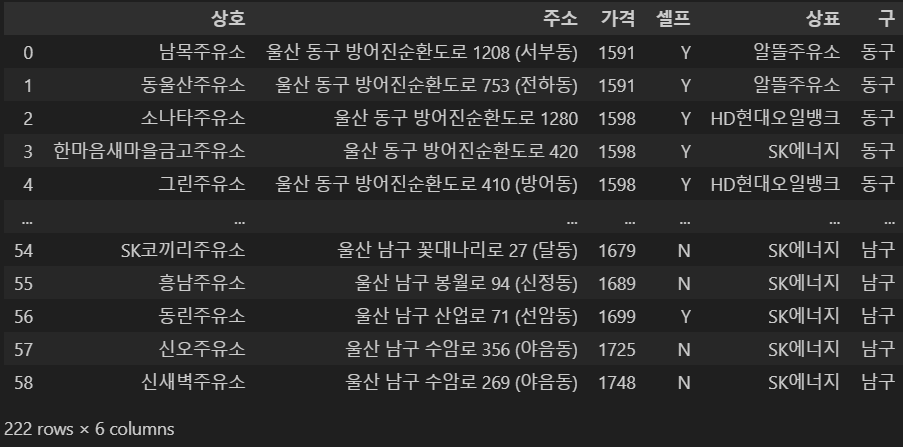 상호 주소 가격 셀프 상표 구
0 남목주유소 울산 동구 방어진순환도로 1208 (서부동) 1591 Y 알뜰주유소 동구
1 동울산주유소 울산 동구 방어진순환도로 753 (전하동) 1591 Y 알뜰주유소 동구
2 소나타주유소 울산 동구 방어진순환도로 1280 1598 Y HD현대오일뱅크 동구
3 한마음새마을금고주유소 울산 동구 방어진순환도로 420 1598 Y SK에너지 동구
4 그린주유소 울산 동구 방어진순환도로 410 (방어동) 1598 Y HD현대오일뱅크 동구
... ... ... ... ... ... ...
54 SK코끼리주유소 울산 남구 꽃대나리로 27 (달동) 1679 N SK에너지 남구
55 흥남주유소 울산 남구 봉월로 94 (신정동) 1689 N SK에너지 남구
56 동린주유소 울산 남구 산업로 71 (선암동) 1699 Y SK에너지 남구
57 신오주유소 울산 남구 수암로 356 (야음동) 1725 N SK에너지 남구
58 신새벽주유소 울산 남구 수암로 269 (야음동) 1748 N SK에너지 남구
222 rows × 6 columns